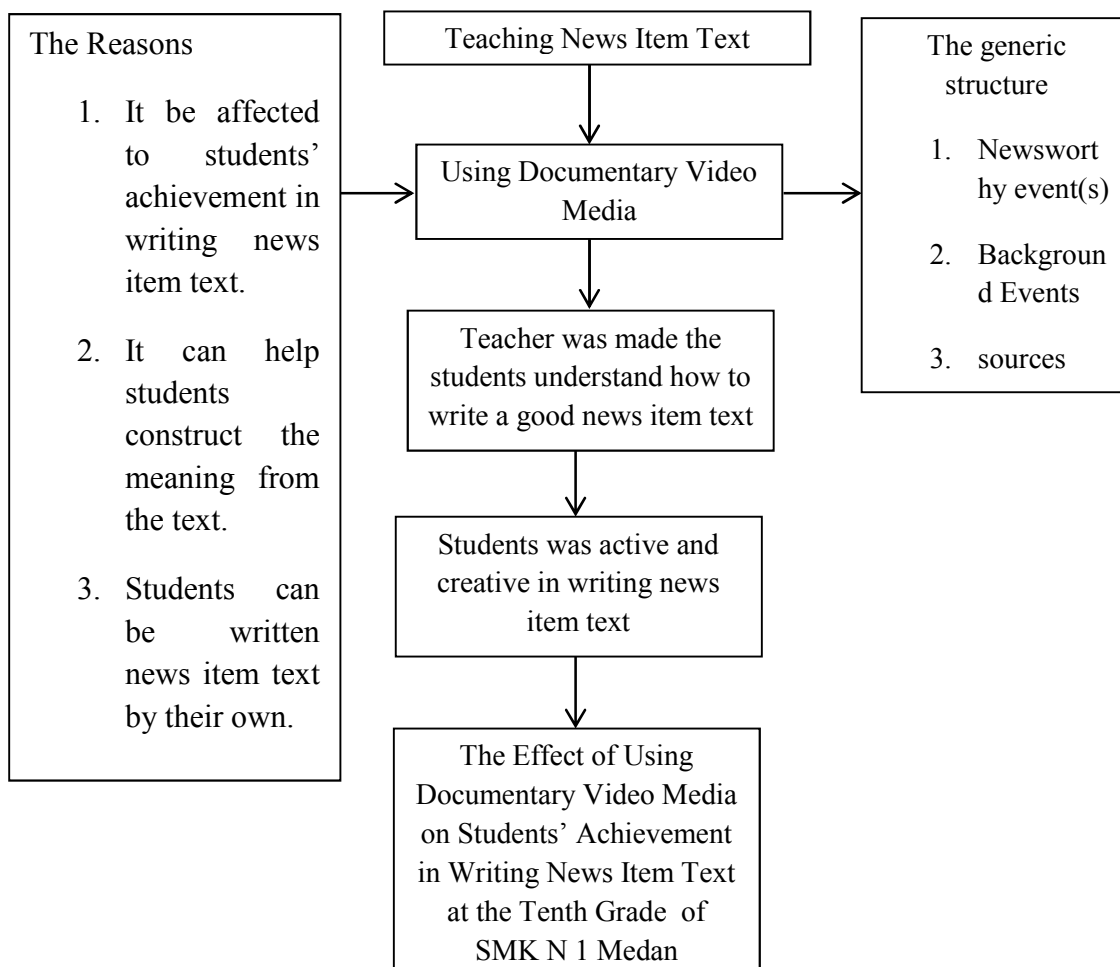 The Reasons
1. It be affected
to students’
achievement in
writing news
item text.
2. It can help
students
construct the
meaning from
the text.
3. Students can
be written
news item text
by their own.
Teaching News Item Text
Using Documentary Video
Media
Teacher was made the
students understand how to
write a good news item text
Students was active and
creative in writing news
item text
The Effect of Using
Documentary Video Media
on Students’ Achievement
in Writing News Item Text
at the Tenth Grade of
SMK N 1 Medan
The generic
structure
1. Newswort
hy event(s)
2. Backgroun
d Events
3. sources